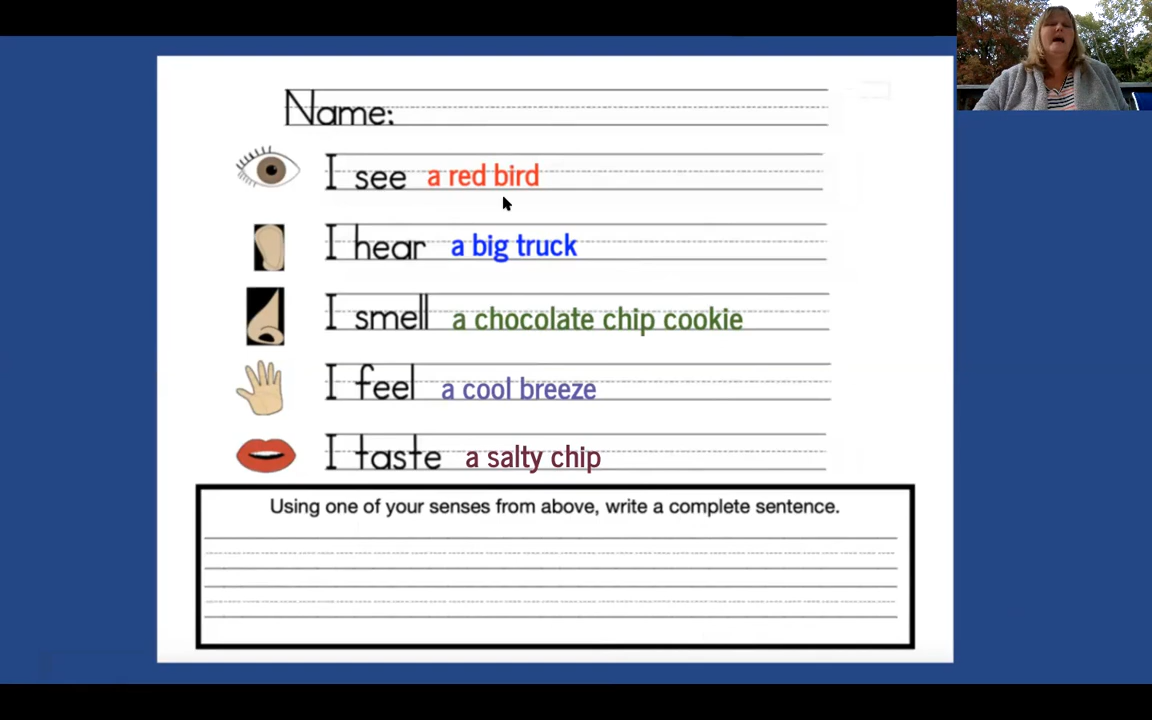 Name:
I see a red bird
I hear a big truck
I smell a chocolate chip cookie
I feel a cool breeze
I taste a salty chip
Using one of your senses from above, write a complete sentence.